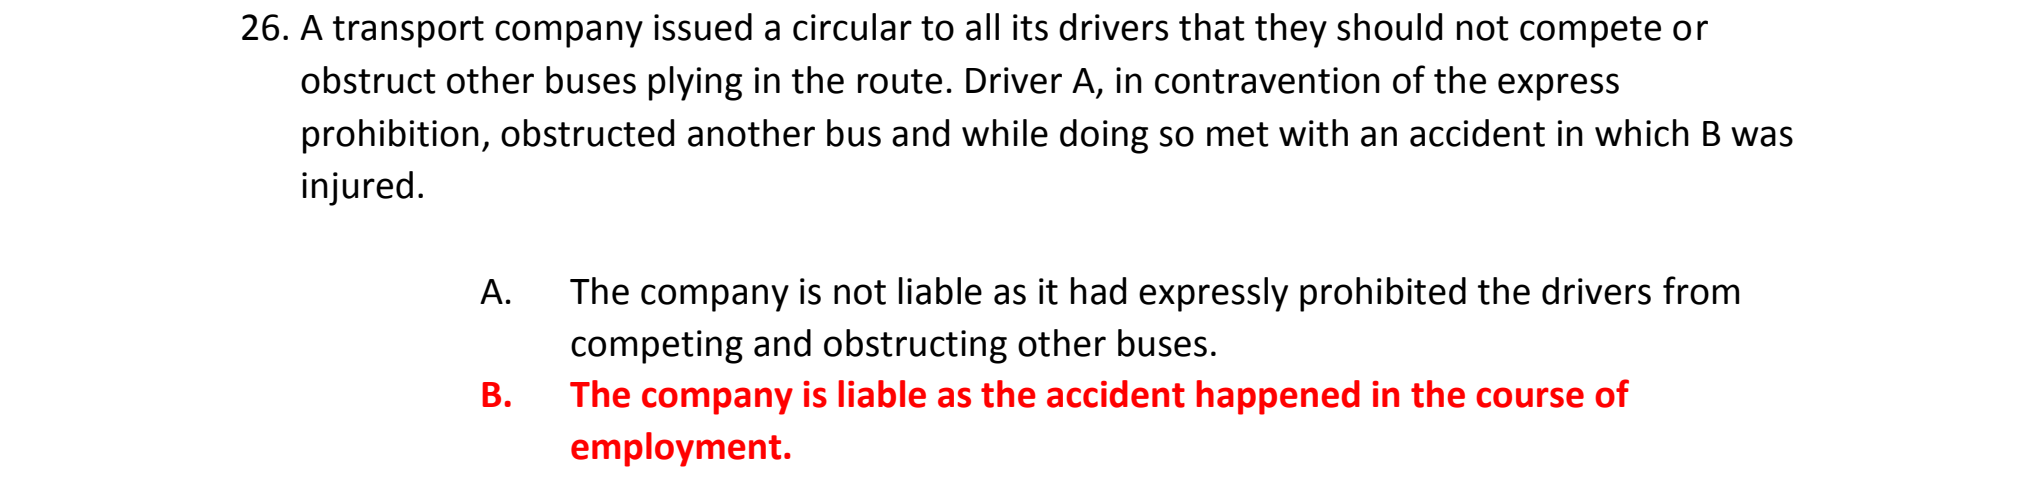 26. A transport company issued a circular to all its drivers that they should not compete or
obstruct other buses plying in the route. Driver A, in contravention of the express
prohibition, obstructed another bus and while doing so met with an accident in which B was
injured.
A. The company is not liable as it had expressly prohibited the drivers from
competing and obstructing other buses.
B. The company is liable as the accident happened in the course of
employment.